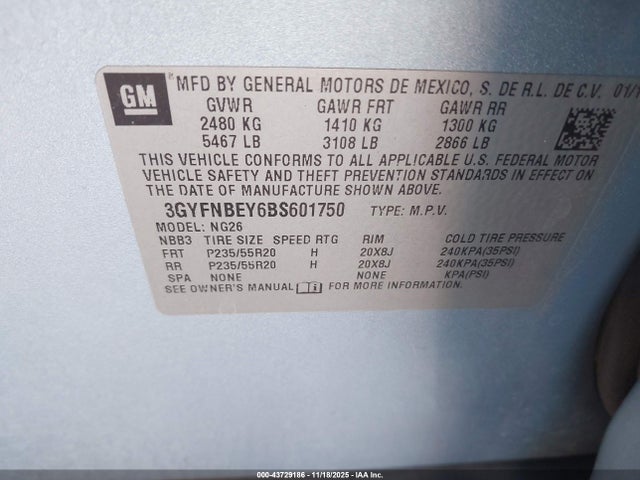 GM
MFD BY GENERAL MOTORS DE MEXICO, S. DE R.L. DE C.V. 01/1
GVWR GAWR FRT GAWR RR
2480 KG 1410 KG 1300 KG
5467 LB 3108 LB 2866 LB
THIS VEHICLE CONFORMS TO ALL APPLICABLE U.S. FEDERAL MOTOR
VEHICLE SAFETY AND THEFT PREVENTION STANDARDS IN EFFECT ON
THE DATE OF MANUFACTURE SHOWN ABOVE.
3GYFNBEY6BS601750 TYPE: M.P.V.
MODEL: NG26
NBB3 TIRE SIZE SPEED RTG RIM COLD TIRE PRESSURE
FRT P235/55R20 H 20X8J 240KPA(35PSI)
RR P235/55R20 H 20X8J 240KPA(35PSI)
SPA NONE NONE KPA(PSI)
SEE OWNER'S MANUAL i FOR MORE INFORMATION.
000-43729186 - 11/18/2025 - IAA Inc.